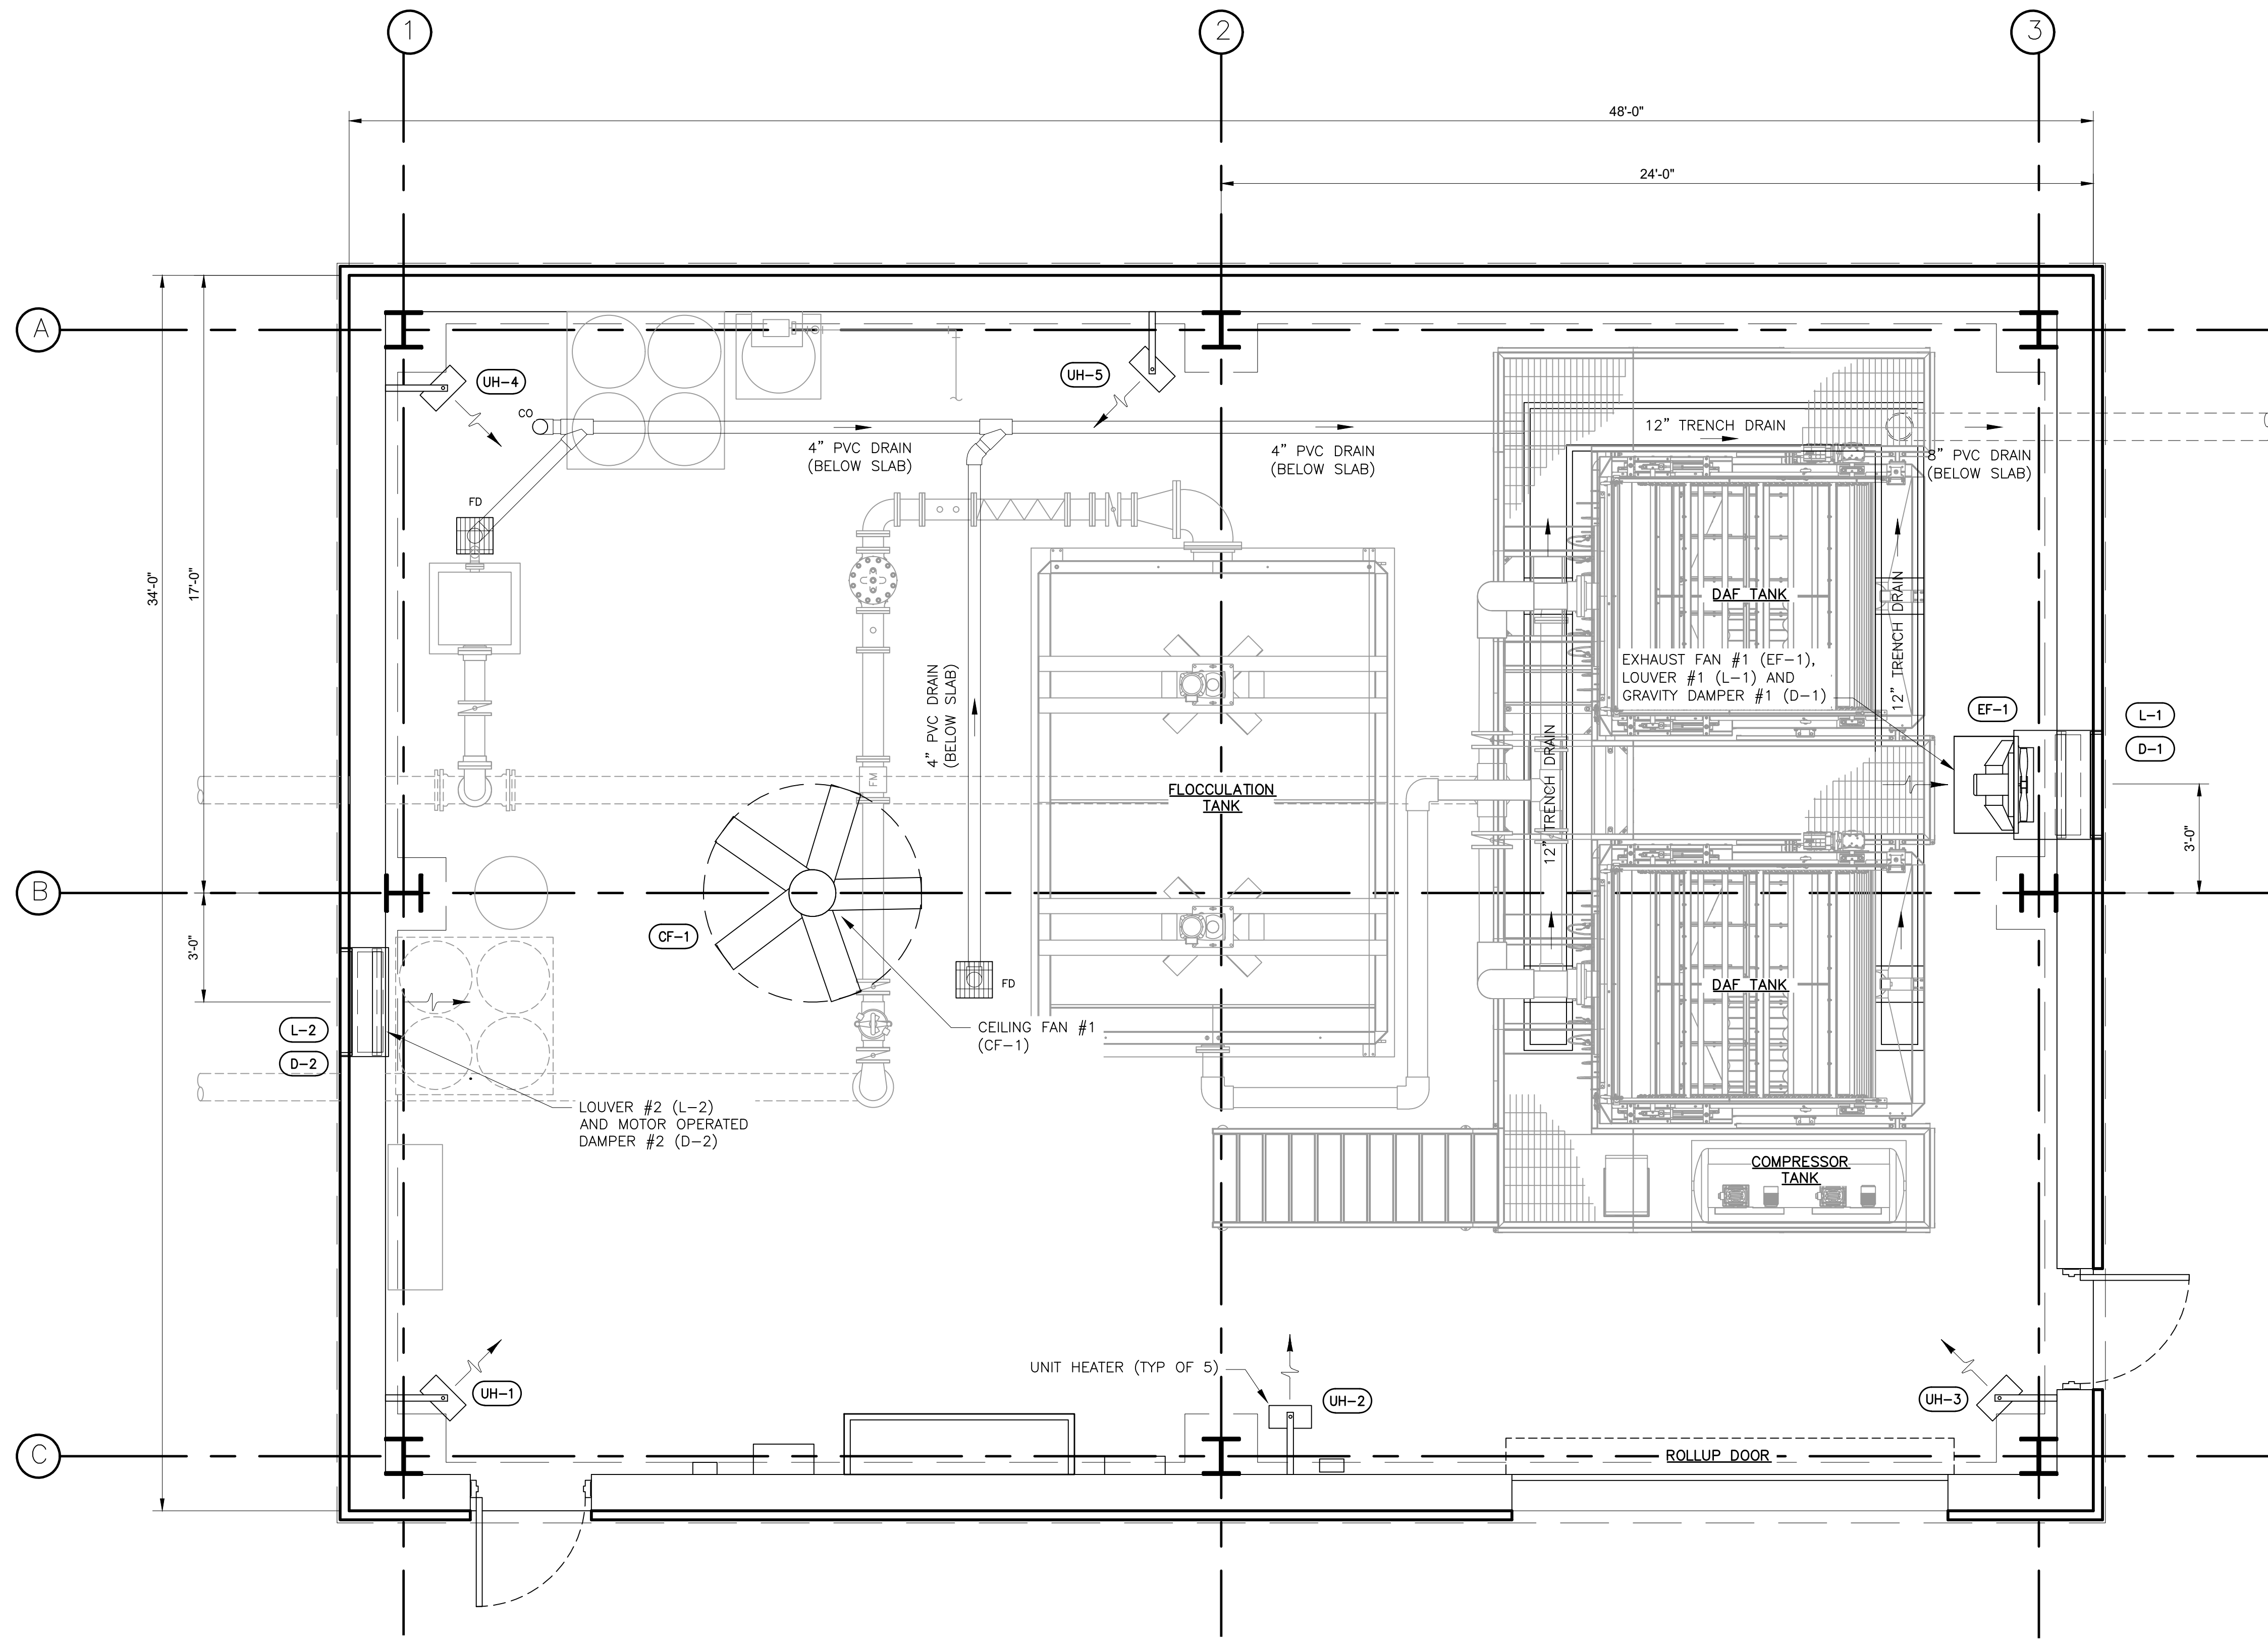 1
2
3
48'-0"
24'-0"
A
UH-4
UH-5
CO
4" PVC DRAIN
(BELOW SLAB)
4" PVC DRAIN
(BELOW SLAB)
12" TRENCH DRAIN
8" PVC DRAIN
(BELOW SLAB)
FD
34'-0"
17'-0"
DAF TANK
12" TRENCH DRAIN
EXHAUST FAN #1 (EF-1),
LOUVER #1 (L-1) AND
GRAVITY DAMPER #1 (D-1)
4" PVC DRAIN
(BELOW SLAB)
EF-1
L-1
D-1
FM
FLOCCULATION
TANK
12" TRENCH DRAIN
3'-0"
B
CF-1
3'-0"
FD
DAF TANK
L-2
D-2
CEILING FAN #1
(CF-1)
LOUVER #2 (L-2)
AND MOTOR OPERATED
DAMPER #2 (D-2)
COMPRESSOR
TANK
UNIT HEATER (TYP OF 5)
UH-1
UH-2
UH-3
C
ROLLUP DOOR